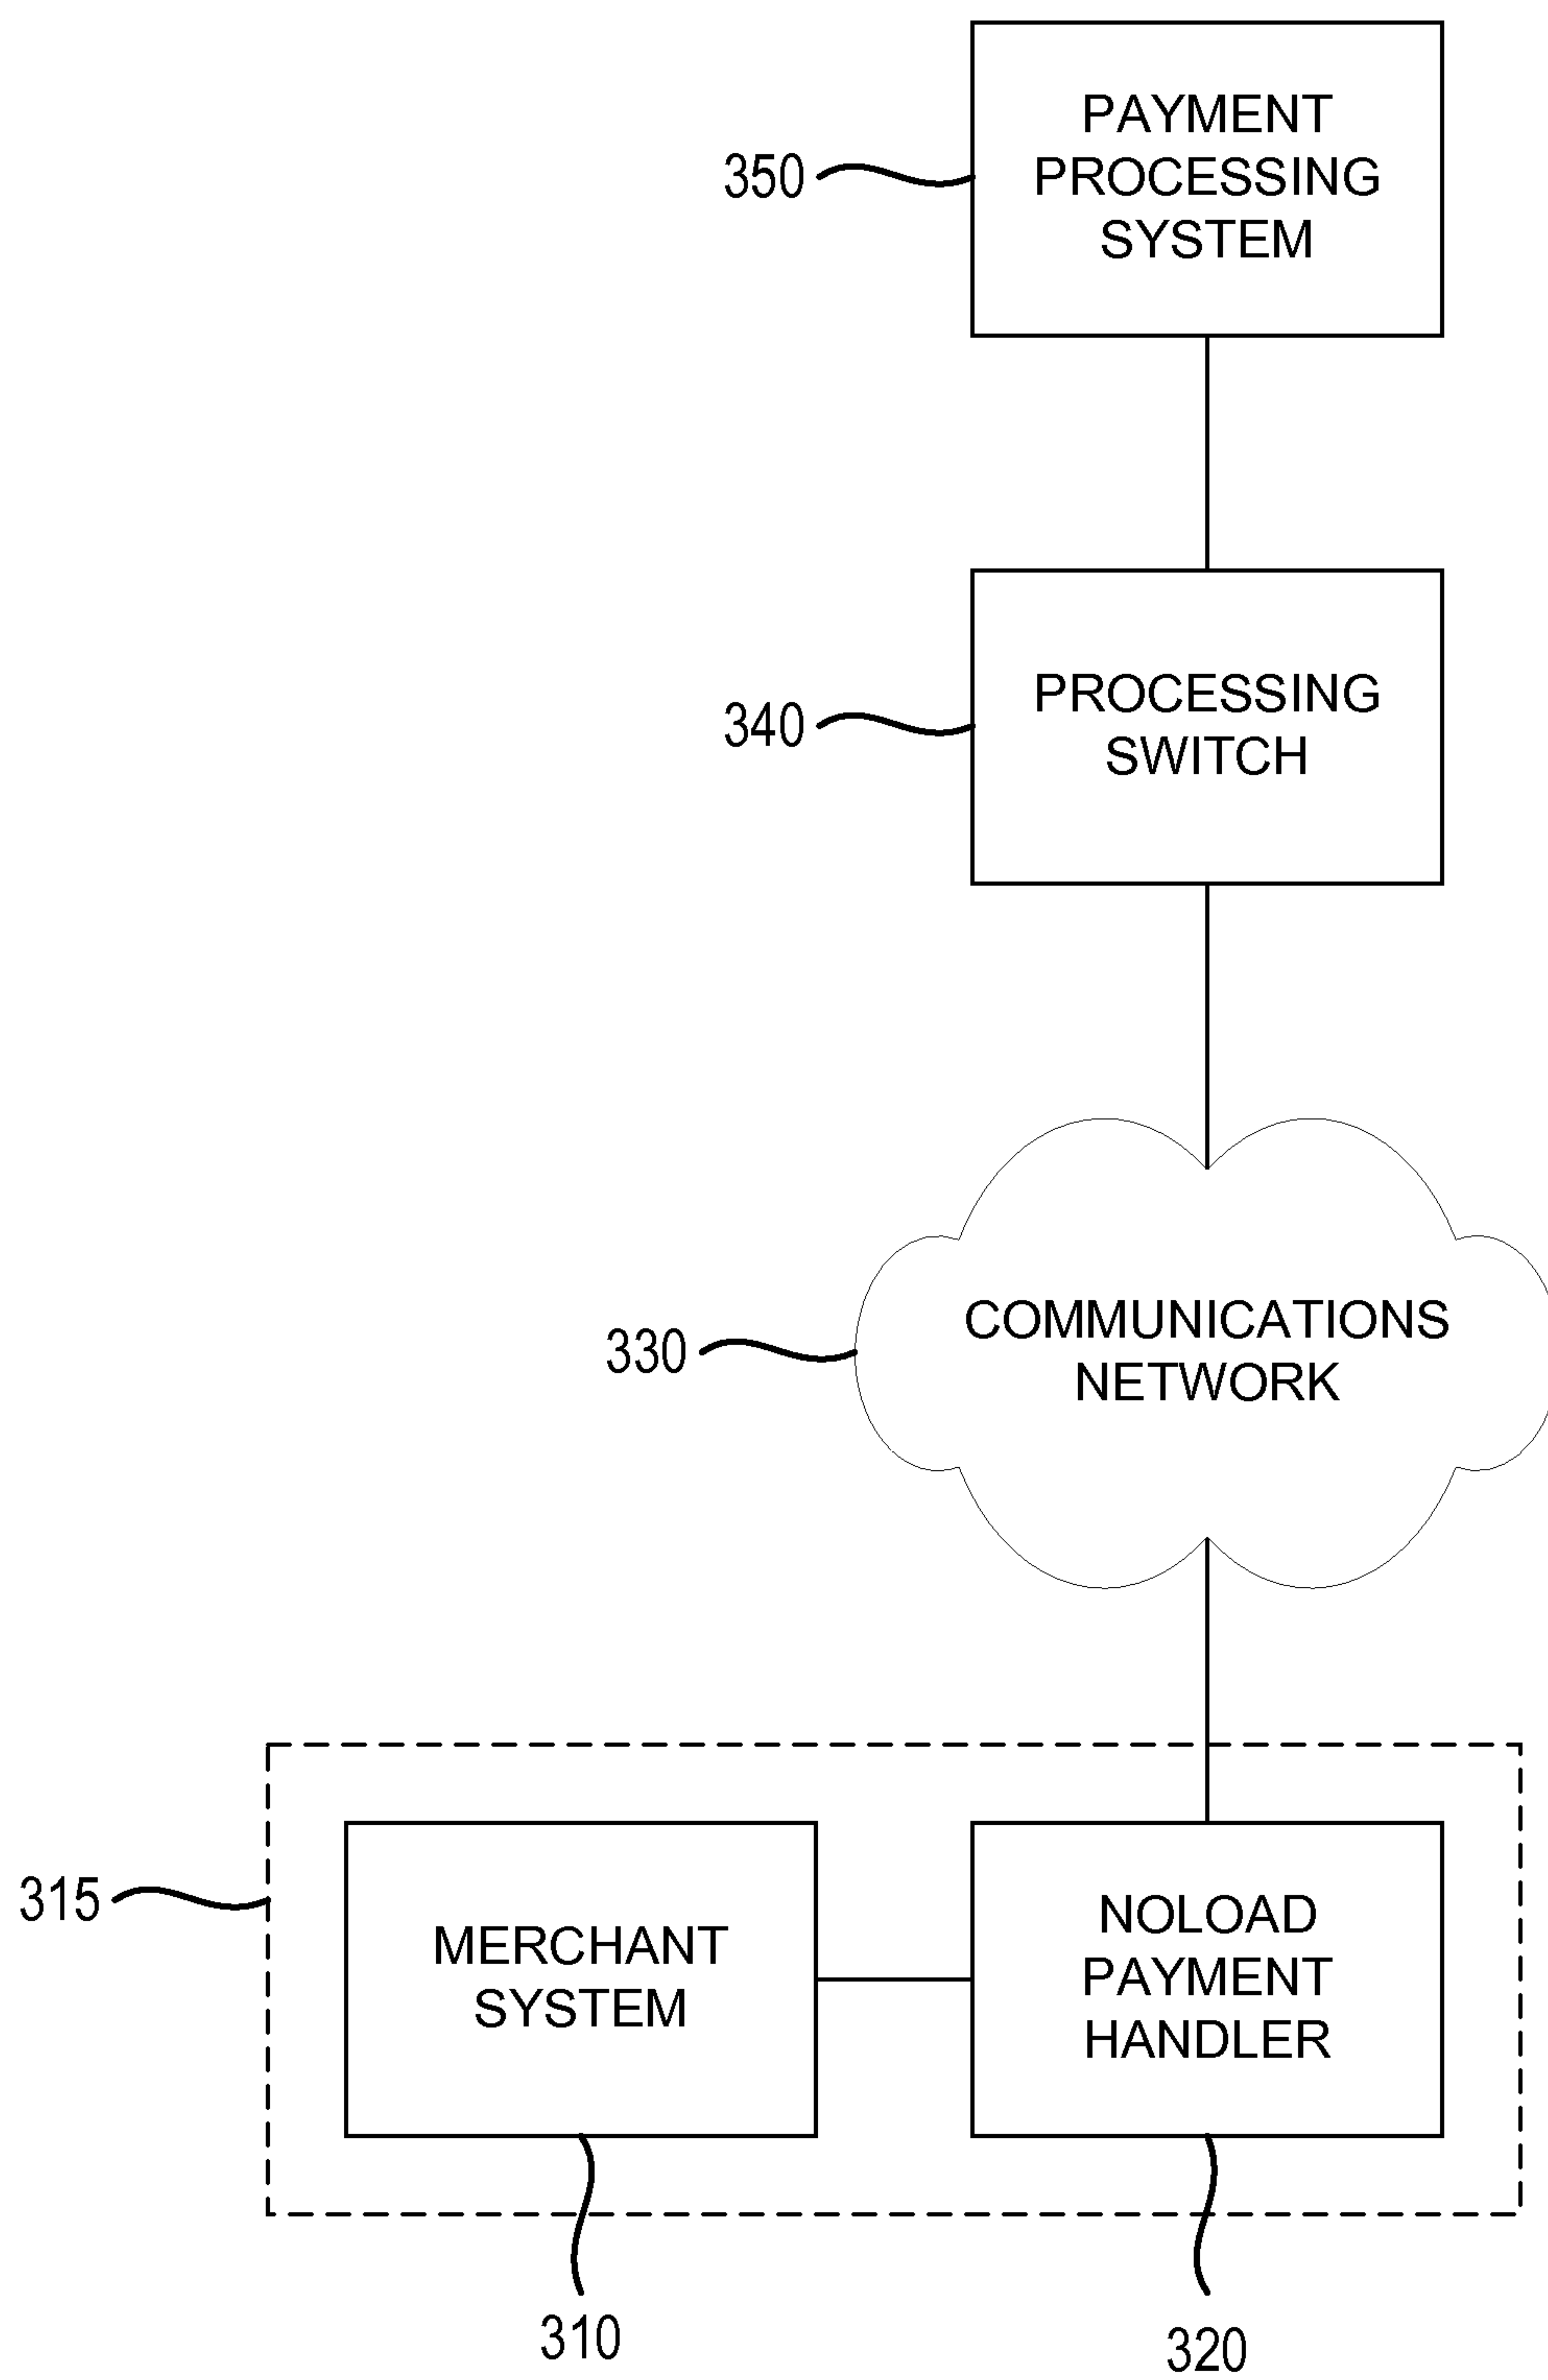 PAYMENT
PROCESSING
SYSTEM
350
PROCESSING
SWITCH
340
COMMUNICATIONS
NETWORK
330
315
MERCHANT
SYSTEM
NOLOAD
PAYMENT
HANDLER
310
320